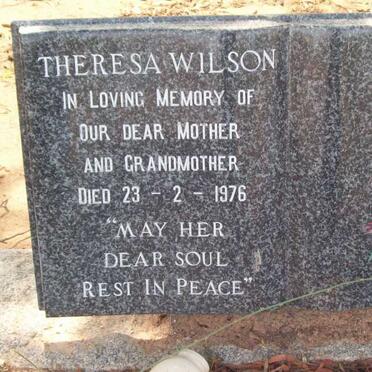 THERESA WILSON
IN LOVING MEMORY OF
OUR DEAR MOTHER
AND GRANDMOTHER
DIED 23 - 2 - 1976
"MAY HER
DEAR SOUL
REST IN PEACE"